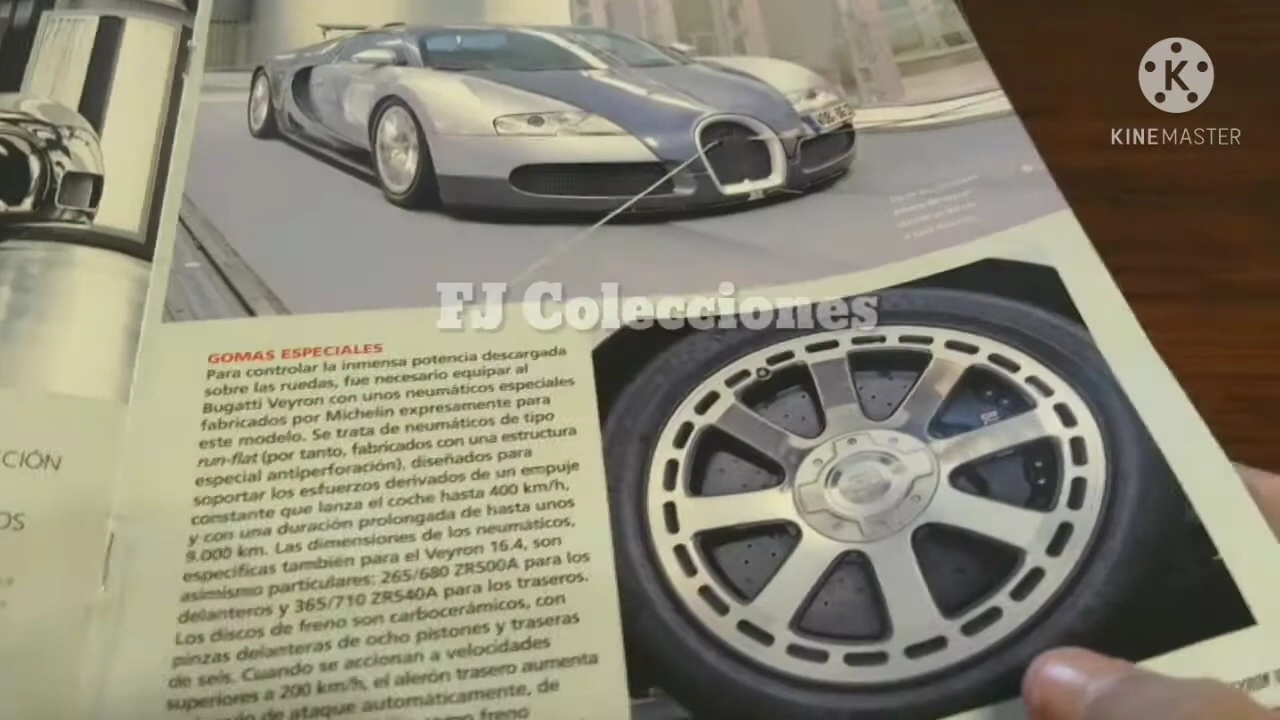 KINEMASTER
FJ Colecciones
CIÓN
OS
GOMAS ESPECIALES
Para controlar la inmensa potencia descargada
sobre las ruedas, fue necesario equipar al
Bugatti Veyron con unos neumáticos especiales
fabricados por Michelin expresamente para
este modelo. Se trata de neumáticos de tipo
run-flat (por tanto, fabricados con una estructura
especial antiperforación), diseñados para
soportar los esfuerzos derivados de un empuje
constante que lanza el coche hasta 400 km/h,
y con una duración prolongada de hasta unos
9.000 km. Las dimensiones de los neumáticos,
específicas también para el Veyron 16.4, son
asimismo particulares: 265/680 ZR500A para los
delanteros y 365/710 ZR540A para los traseros.
Los discos de freno son carbocerámicos, con
pinzas delanteras de ocho pistones y traseras
de seis. Cuando se accionan a velocidades
superiores a 200 km/h, el alerón trasero aumenta
de ataque automáticamente, de
freno